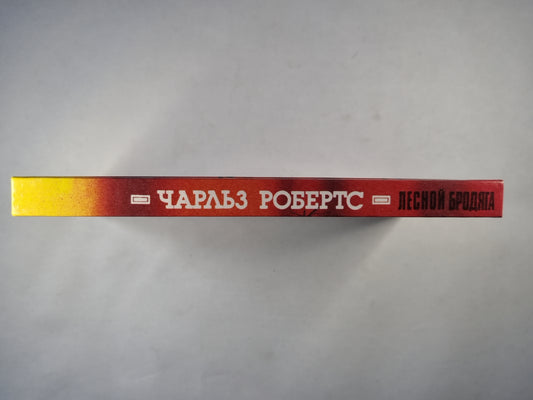 ЧАРЛЬЗ РОБЕРТС ЛЕСНОЙ БРОДЯГА